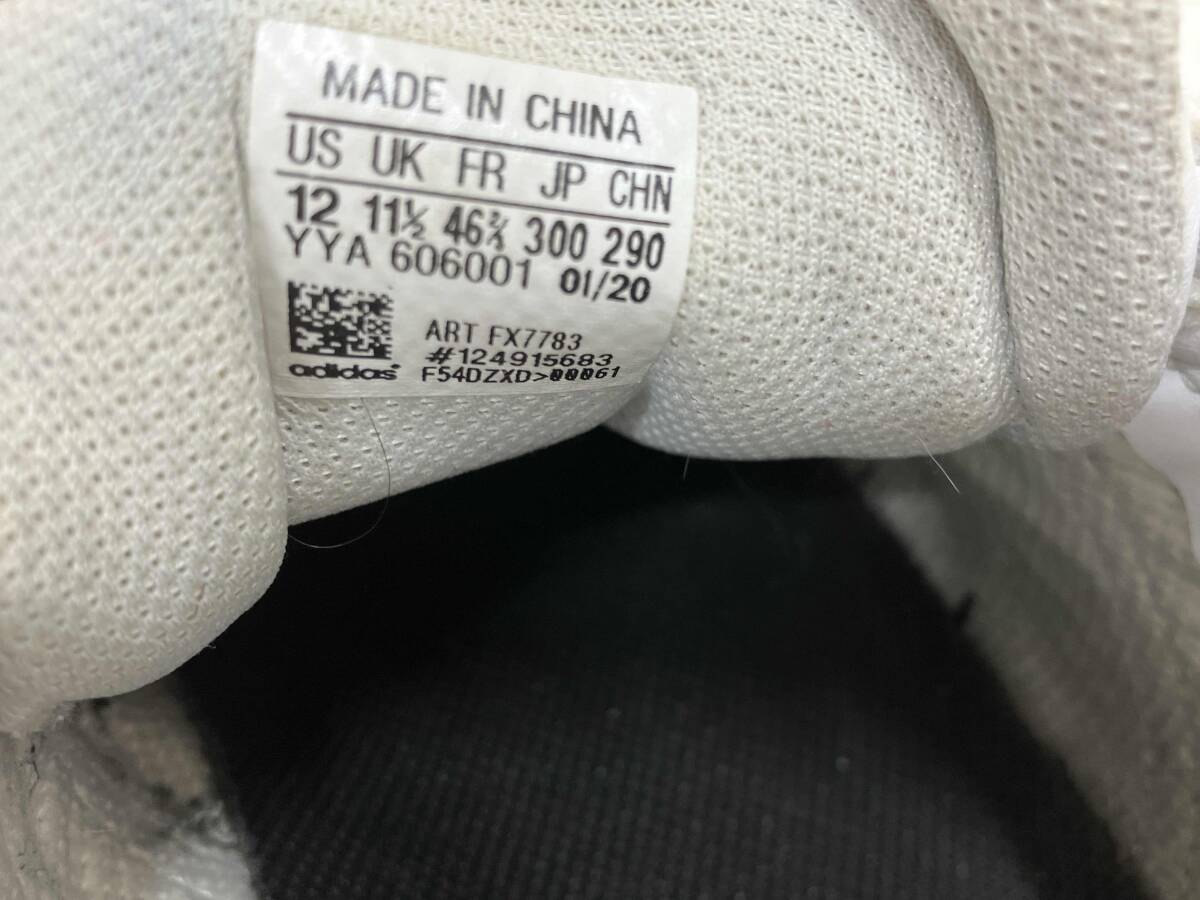 MADE IN CHINA
US UK FR JP CHN
12 11½ 46⅔ 300 290
YYA 606001 01/20
ART FX7783
#124915683
adidas F54DZXD>00061